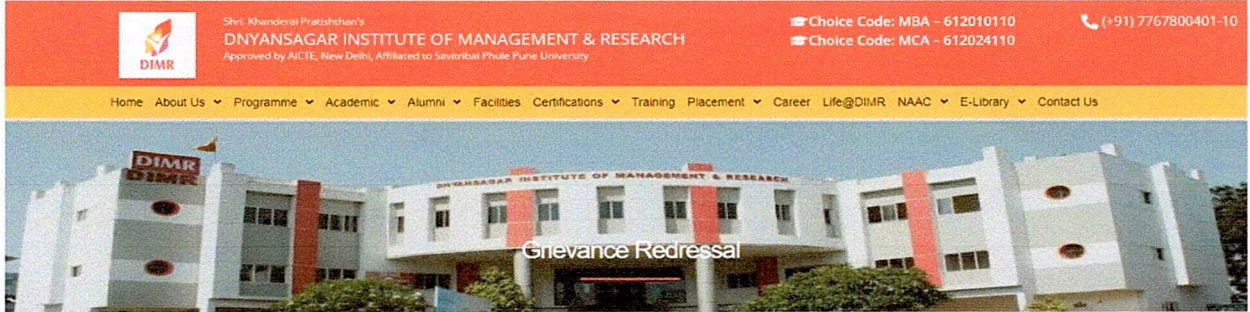 Shri. Khanderai Pratishthan's
DNYANSAGAR INSTITUTE OF MANAGEMENT & RESEARCH
Approved by AICTE, New Delhi, Affiliated to Savitribai Phule Pune University
DIMR
Choice Code: MBA – 612010110
Choice Code: MCA – 612024110
(+91) 7767800401-10
Home About Us Programme Academic Alumni Facilities Certifications Training Placement Career Life@DIMR NAAC E-Library Contact Us
DIMR
DIMR
DNYANSAGAR INSTITUTE OF MANAGEMENT & RESEARCH
Grievance Redressal